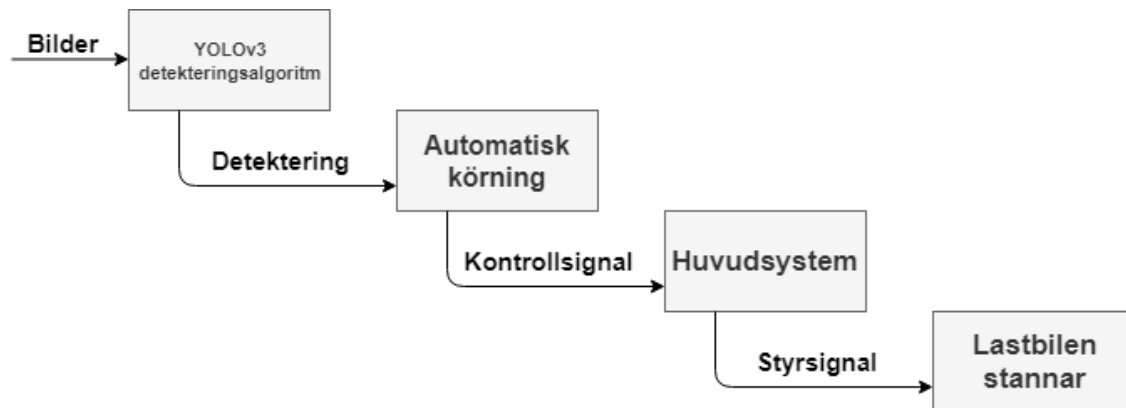 Bilder
YOLOv3
detekteringsalgoritm
Detektering
Automatisk
körning
Kontrollsignal
Huvudsystem
Styrsignal
Lastbilen
stannar